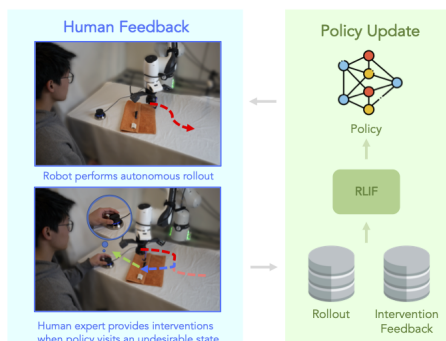 Human Feedback
Robot performs autonomous rollout
Human expert provides interventions
when policy visits an undesirable state
Policy Update
Policy
RLIF
Rollout
Intervention
Feedback